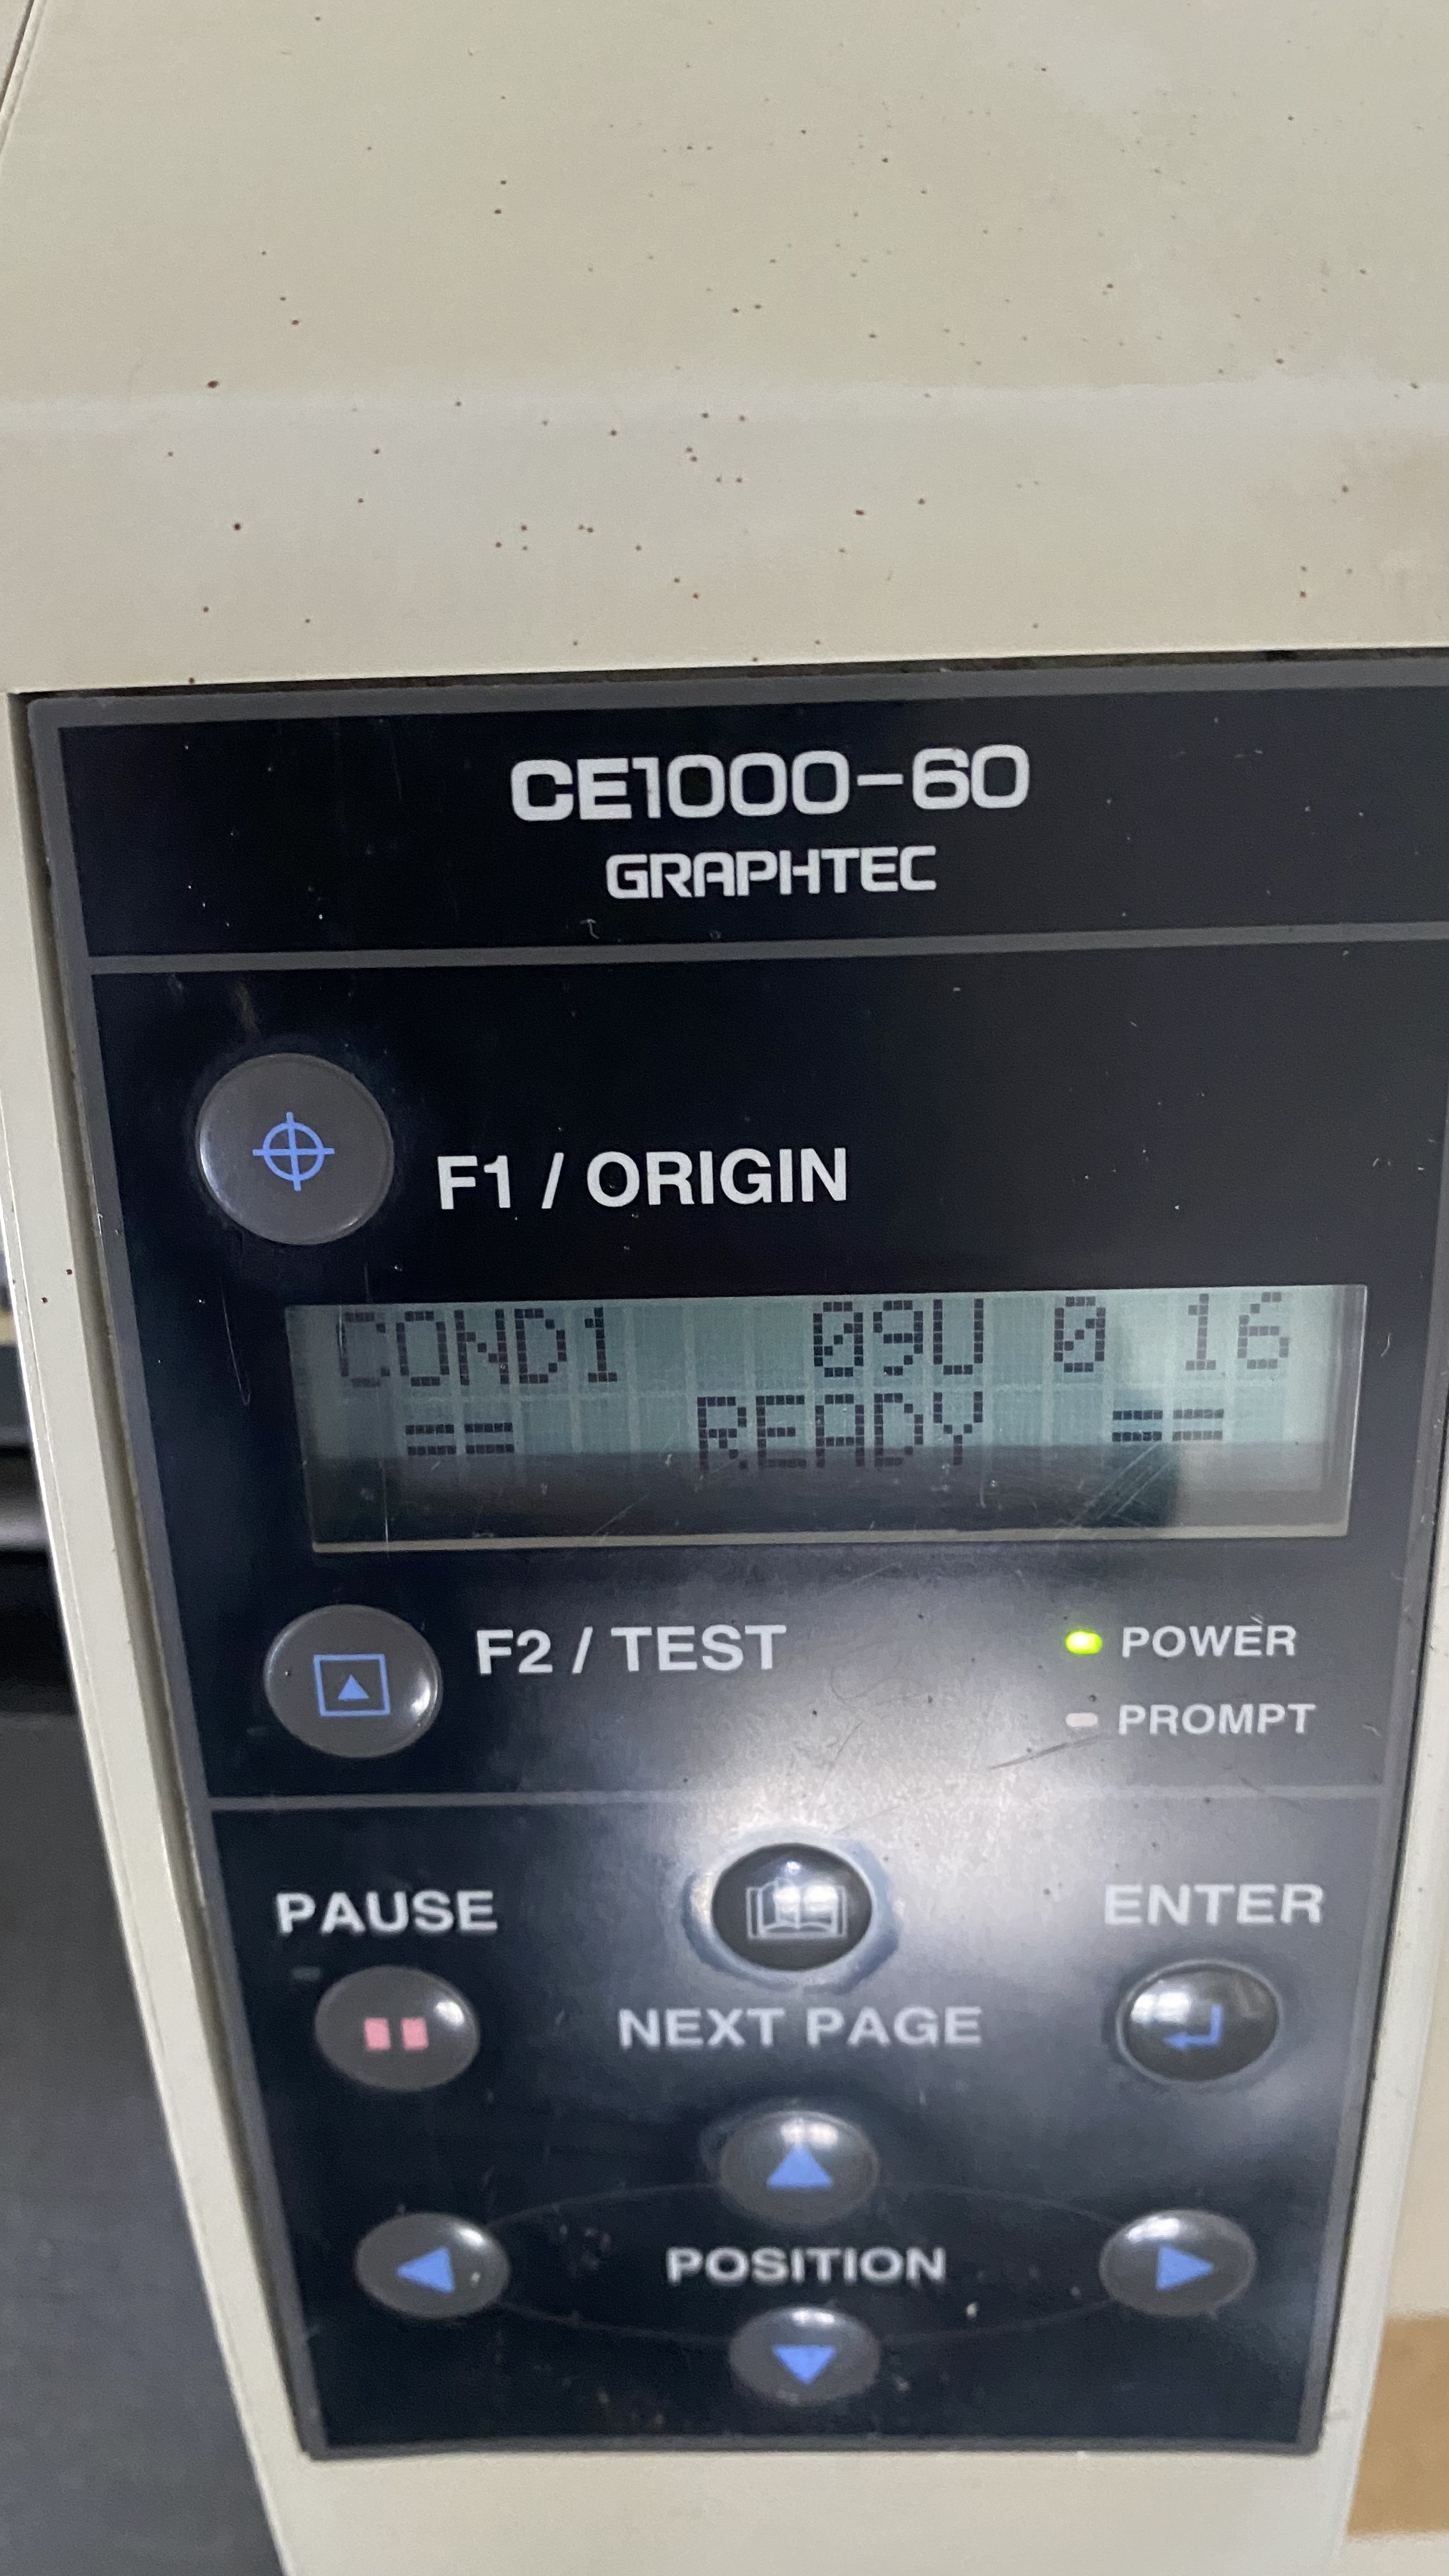 CE1000-60
GRAPHTEC
F1 / ORIGIN
COND1 09U 0 16
== READY ==
F2 / TEST
POWER
PROMPT
PAUSE
ENTER
NEXT PAGE
POSITION